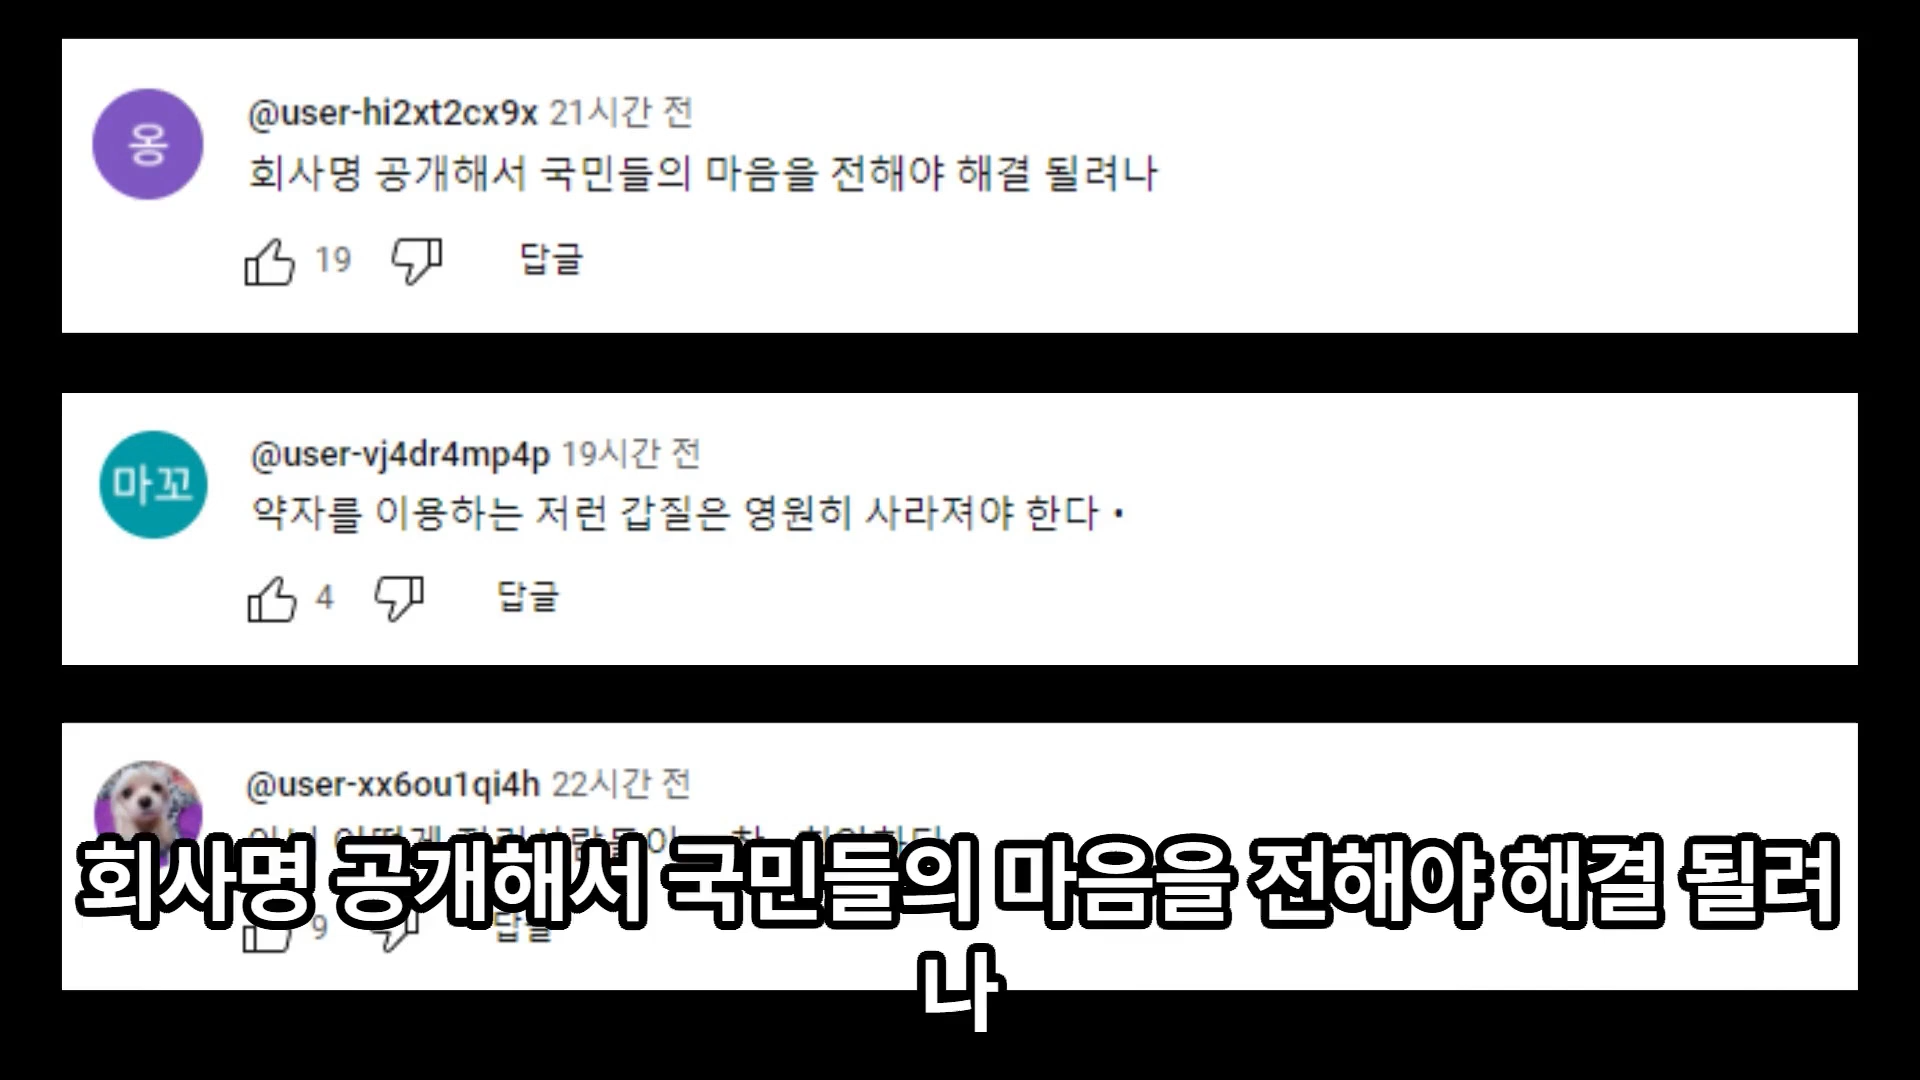 옹
@user-hi2xt2cx9x 21시간 전
회사명 공개해서 국민들의 마음을 전해야 해결 될려나
19 답글
마꼬
@user-vj4dr4mp4p 19시간 전
약자를 이용하는 저런 갑질은 영원히 사라져야 한다 •
4 답글
@user-xx6ou1qi4h 22시간 전
9 답글
회사명 공개해서 국민들의 마음을 전해야 해결 될려
나